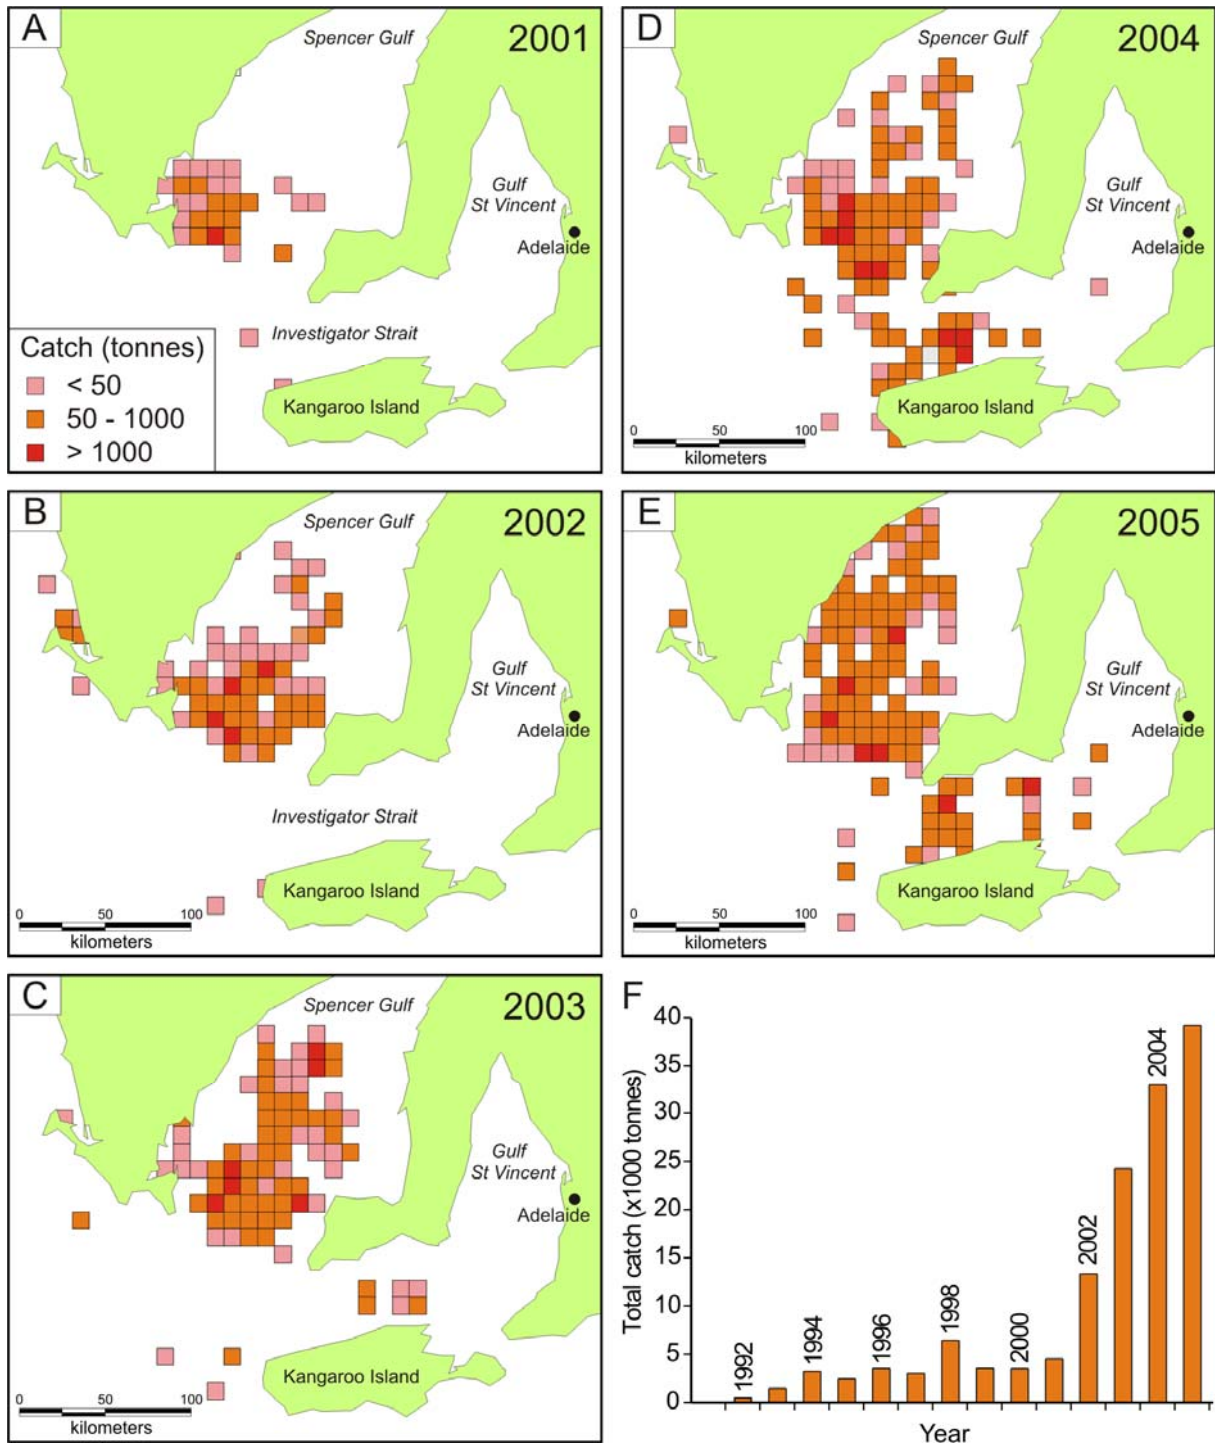 A
Spencer Gulf
2001
Gulf
St Vincent
Adelaide
Investigator Strait
Catch (tonnes)
< 50
50 - 1000
> 1000
Kangaroo Island
B
Spencer Gulf
2002
Gulf
St Vincent
Adelaide
Investigator Strait
Kangaroo Island
0 50 100
kilometers
C
Spencer Gulf
2003
Gulf
St Vincent
Adelaide
Kangaroo Island
0 50 100
kilometers
D
Spencer Gulf
2004
Gulf
St Vincent
Adelaide
Kangaroo Island
0 50 100
kilometers
E
2005
Gulf
St Vincent
Adelaide
Kangaroo Island
0 50 100
kilometers
F
Total catch (x1000 tonnes)
40
35
30
25
20
15
10
5
0
1992
1994
1996
1998
2000
2002
2004
Year